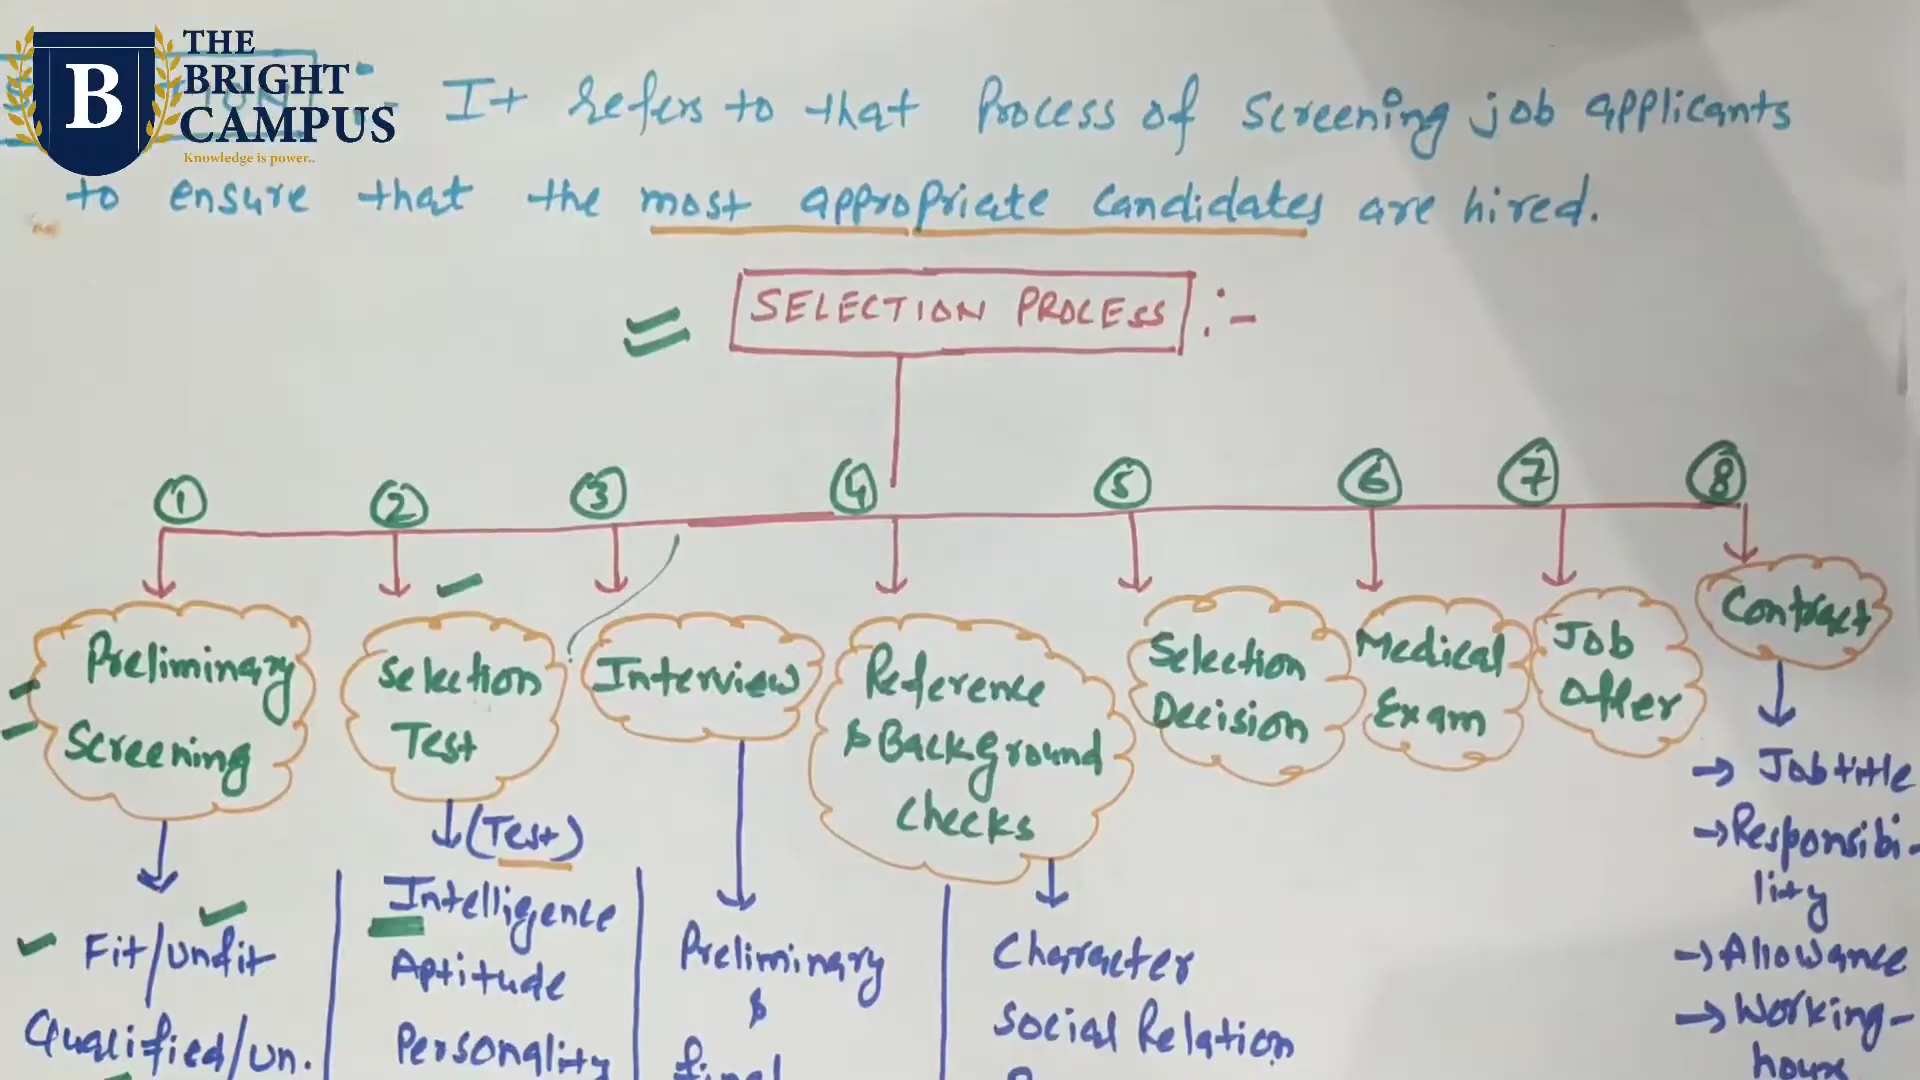 THE
BRIGHT
CAMPUS
B
Knowledge is power..
:- It refers to that Process of Screening job applicants
to ensure that the most appropriate candidates are hired.
SELECTION PROCESS :-
1 2 3 4 5 6 7 8
Preliminary
Screening
Selection
Test
Interview
Reference
& Background
Checks
Selection
Decision
Medical
Exam
Job
Offer
Contract
Fit/Unfit
Qualified/un.
(Test)
Intelligence
Aptitude
Personality
Preliminary
&
final
Character
Social Relation
→ Job title
→ Responsibi-
lity
→ Allowance
→ Working-
hours